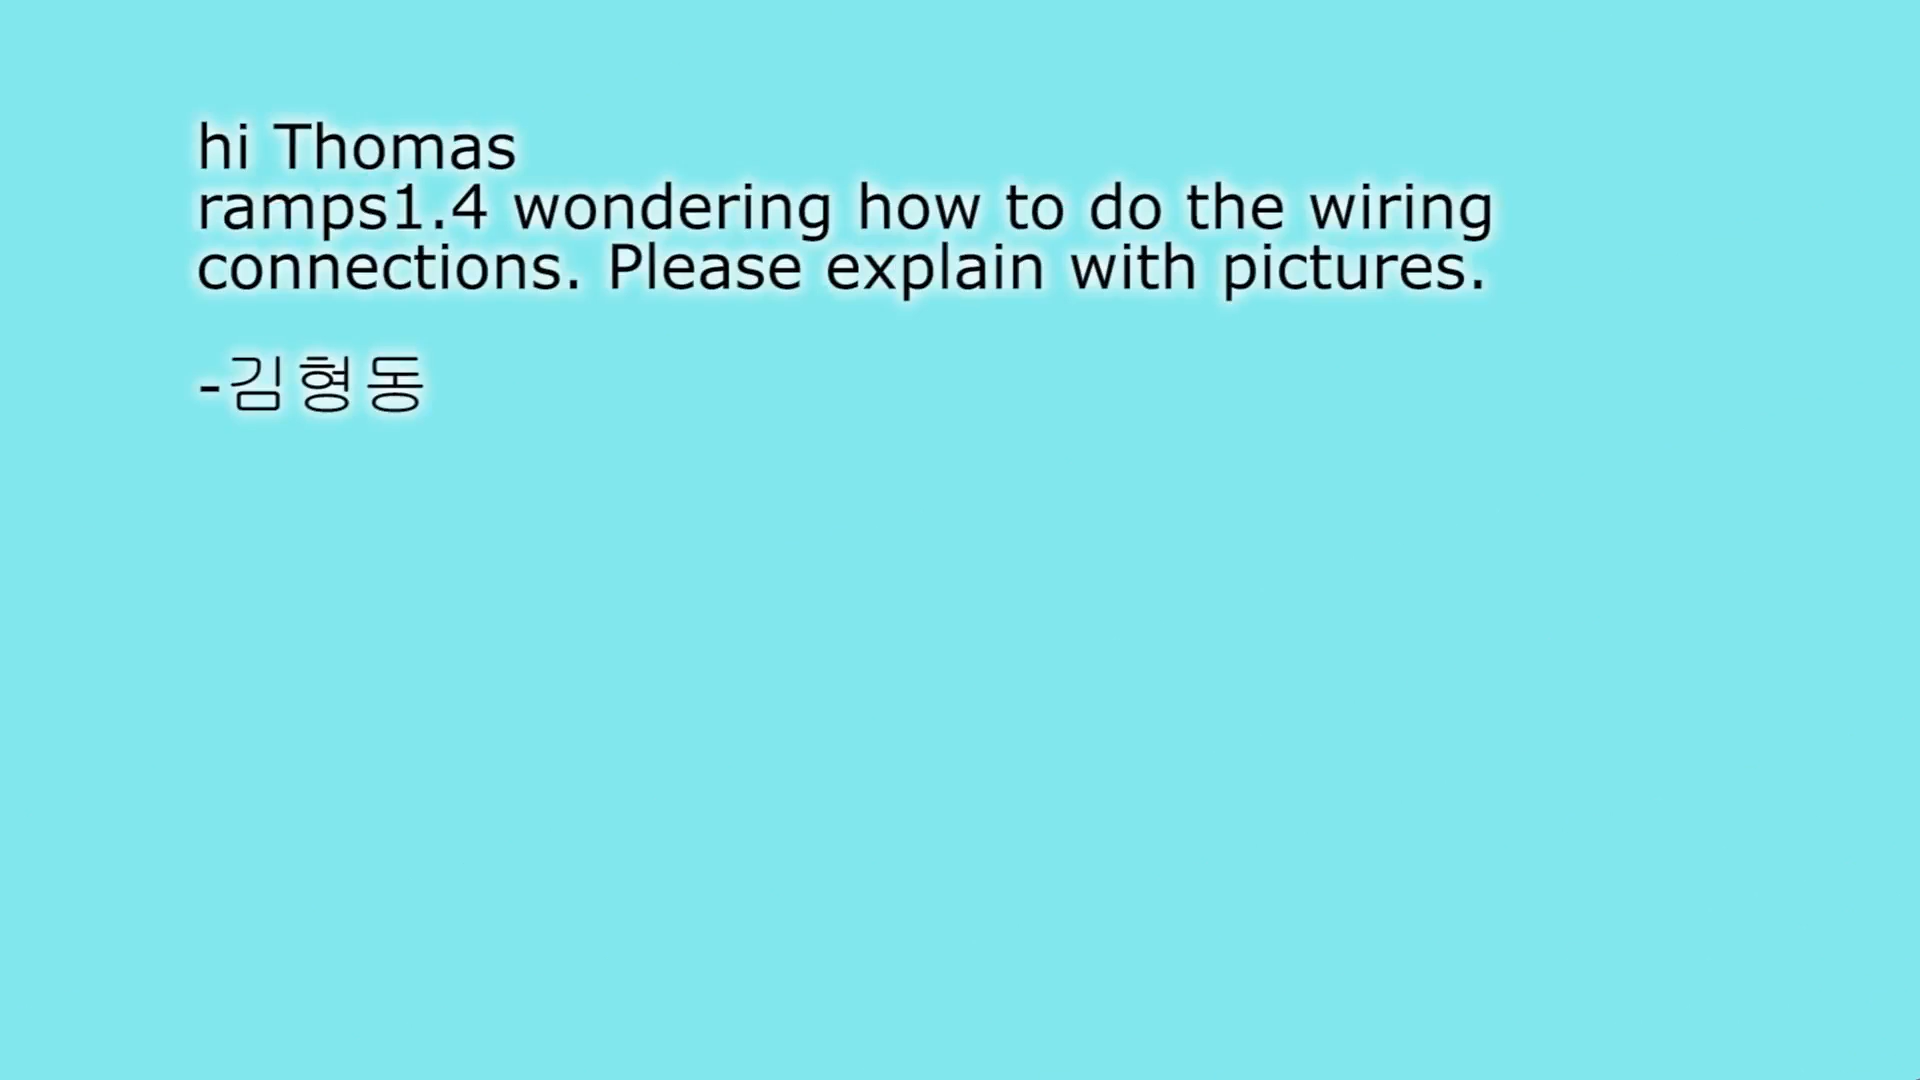 hi Thomas
ramps1.4 wondering how to do the wiring
connections. Please explain with pictures.
-김형동